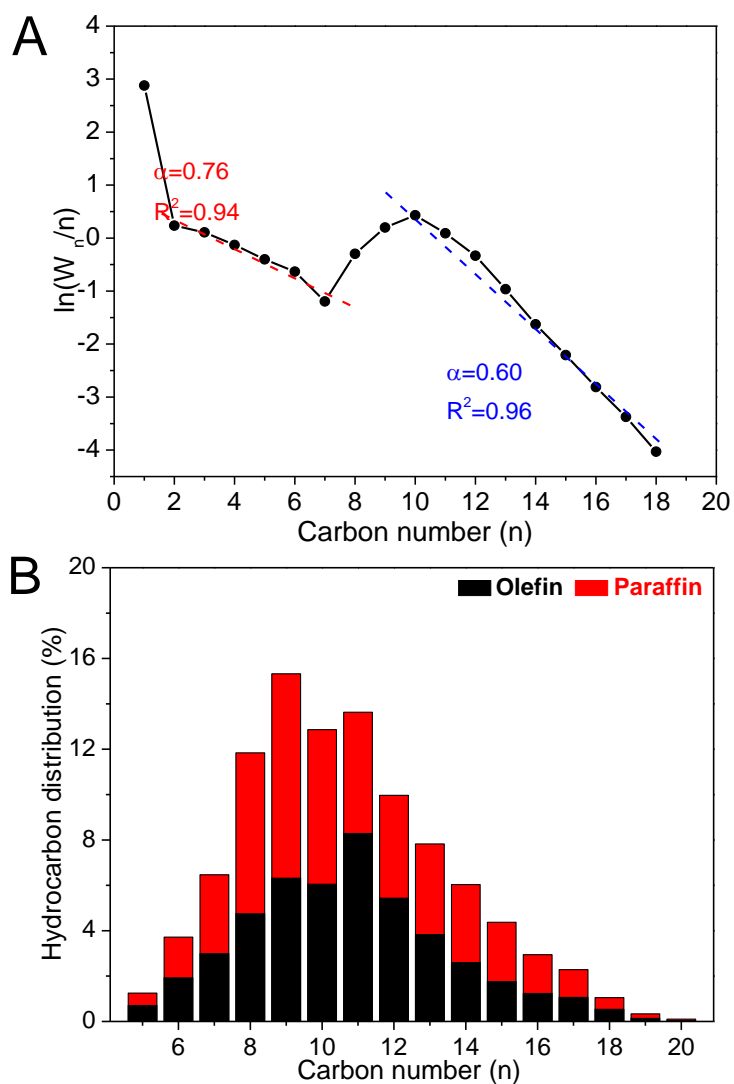 A
4
3
2
1
0
-1
-2
-3
-4
ln(Wn/n)
α=0.76
R2=0.94
α=0.60
R2=0.96
0 2 4 6 8 10 12 14 16 18 20
Carbon number (n)
B
20
16
12
8
4
0
Hydrocarbon distribution (%)
Olefin Paraffin
6 8 10 12 14 16 18 20
Carbon number (n)